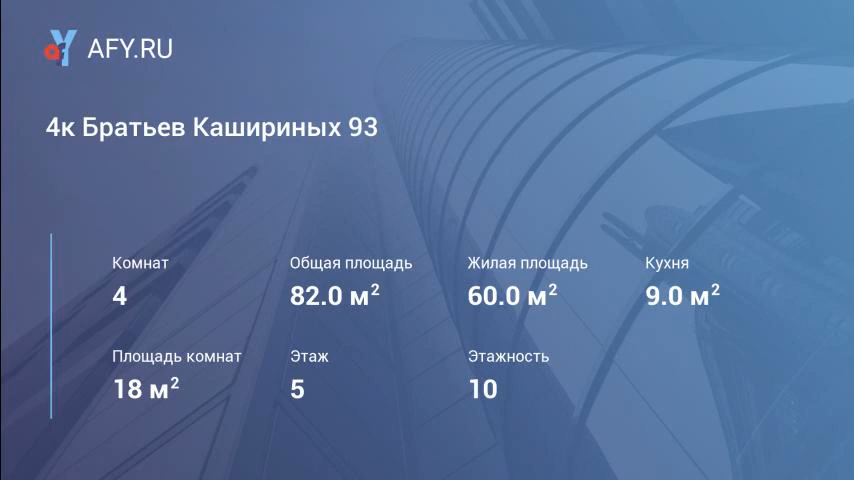 AFY.RU
4к Братьев Кашириных 93
Комнат
4
Общая площадь
82.0 м²
Жилая площадь
60.0 м²
Кухня
9.0 м²
Площадь комнат
18 м²
Этаж
5
Этажность
10